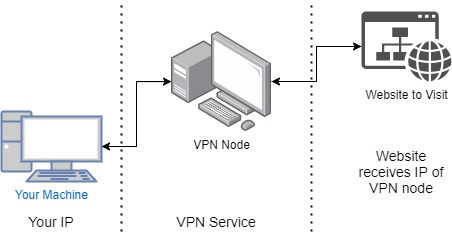 Website to Visit
VPN Node
Your Machine
Website
receives IP of
VPN node
Your IP
VPN Service